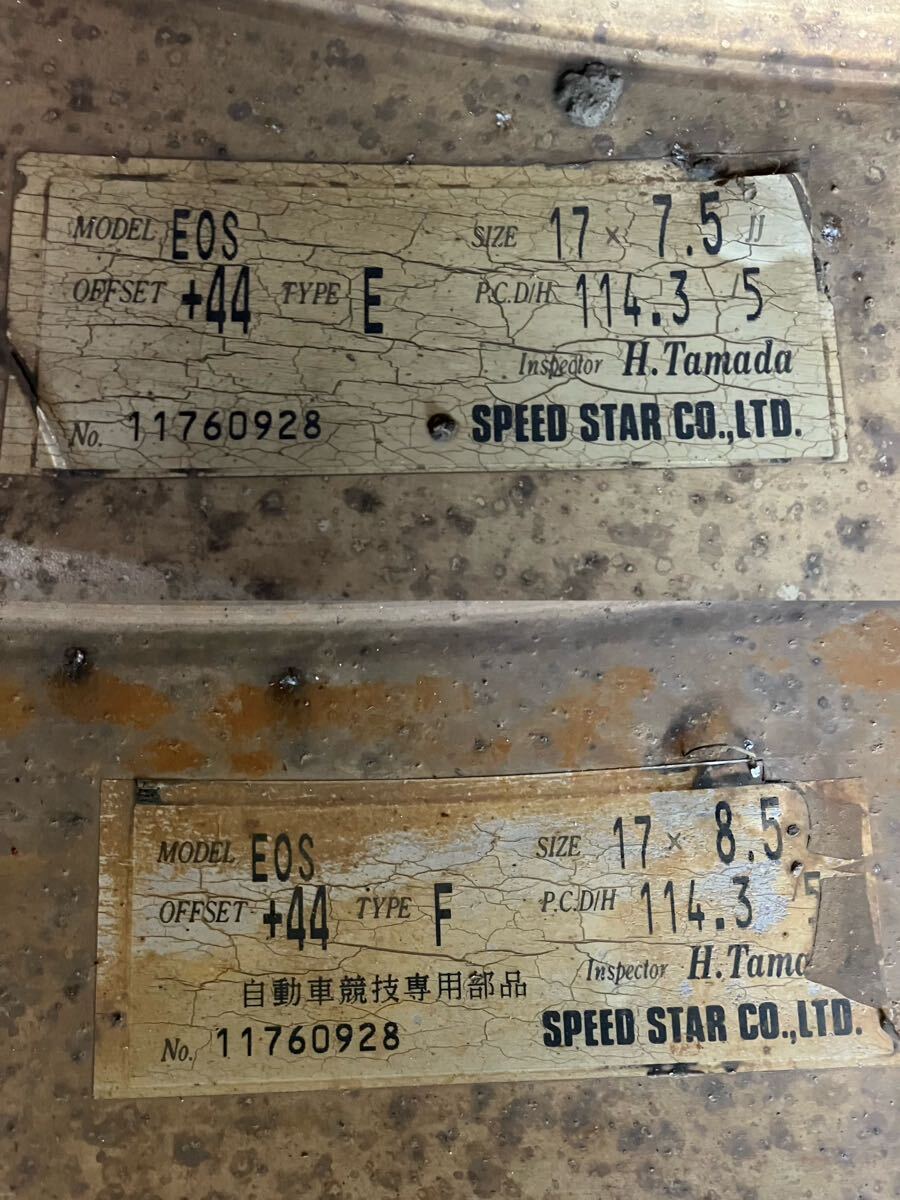 MODEL EOS SIZE 17 × 7.5 JJ
OFFSET +44 TYPE E P.C.D/H 114.3 /5
Inspector H.Tamada
No. 11760928 SPEED STAR CO.,LTD.
MODEL EOS SIZE 17 × 8.5
OFFSET +44 TYPE F P.C.D/H 114.3 /5
Inspector H.Tama
自動車競技専用部品
No. 11760928 SPEED STAR CO.,LTD.